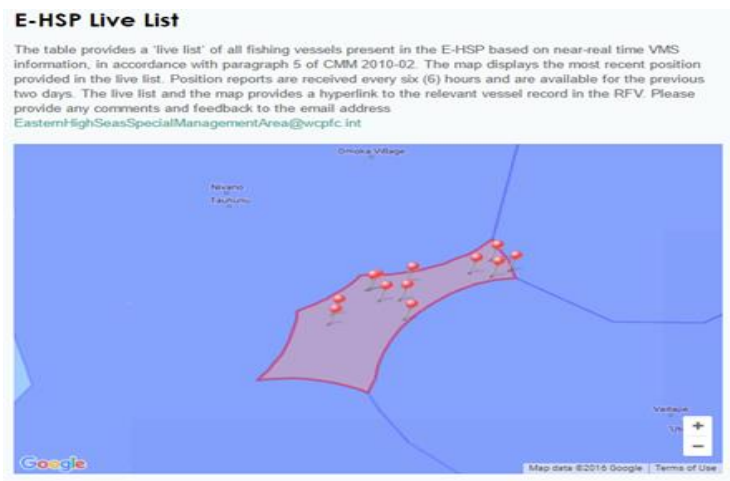 E-HSP Live List
The table provides a 'live list' of all fishing vessels present in the E-HSP based on near-real time VMS
information, in accordance with paragraph 5 of CMM 2010-02. The map displays the most recent position
provided in the live list. Position reports are received every six (6) hours and are available for the previous
two days. The live list and the map provides a hyperlink to the relevant vessel record in the RFV. Please
provide any comments and feedback to the email address
EasternHighSeasSpecialManagementArea@wcpfc.int
Omoka Village
Nivano
Tauhunu
+
−
Google
Map data ©2016 Google
Terms of Use